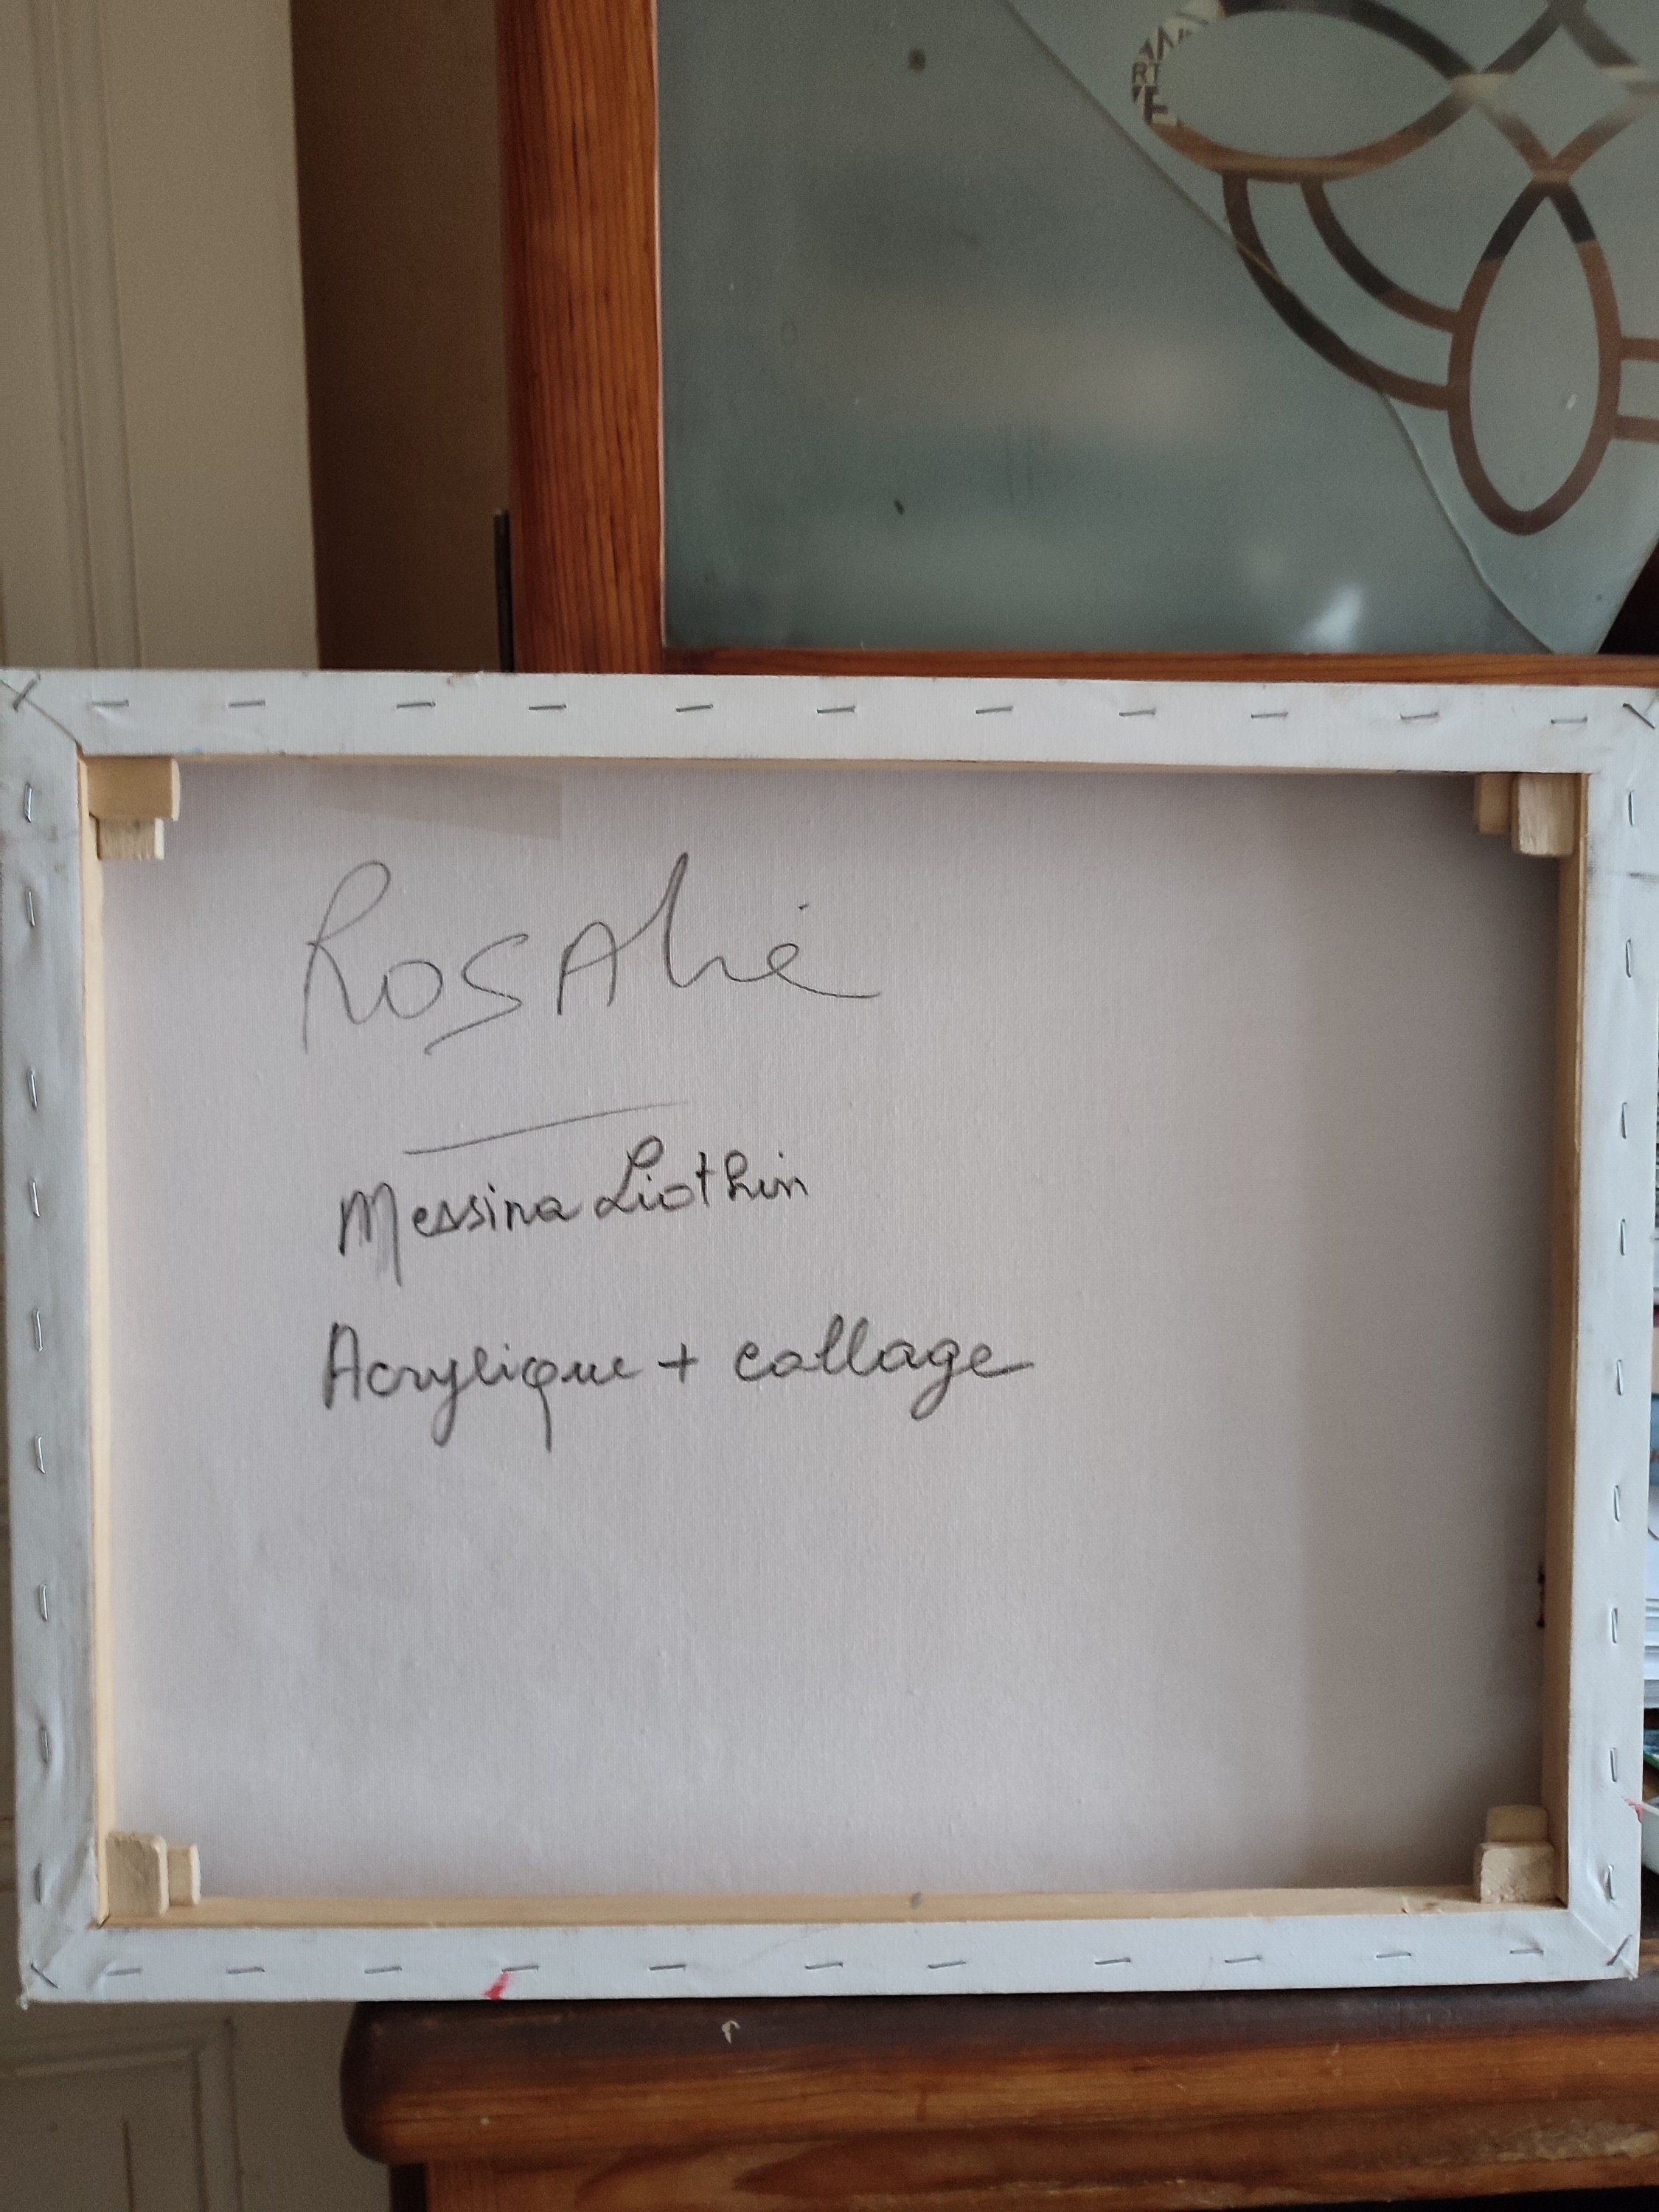 ROSAlie
Messina Liothin
Acrylique + collage